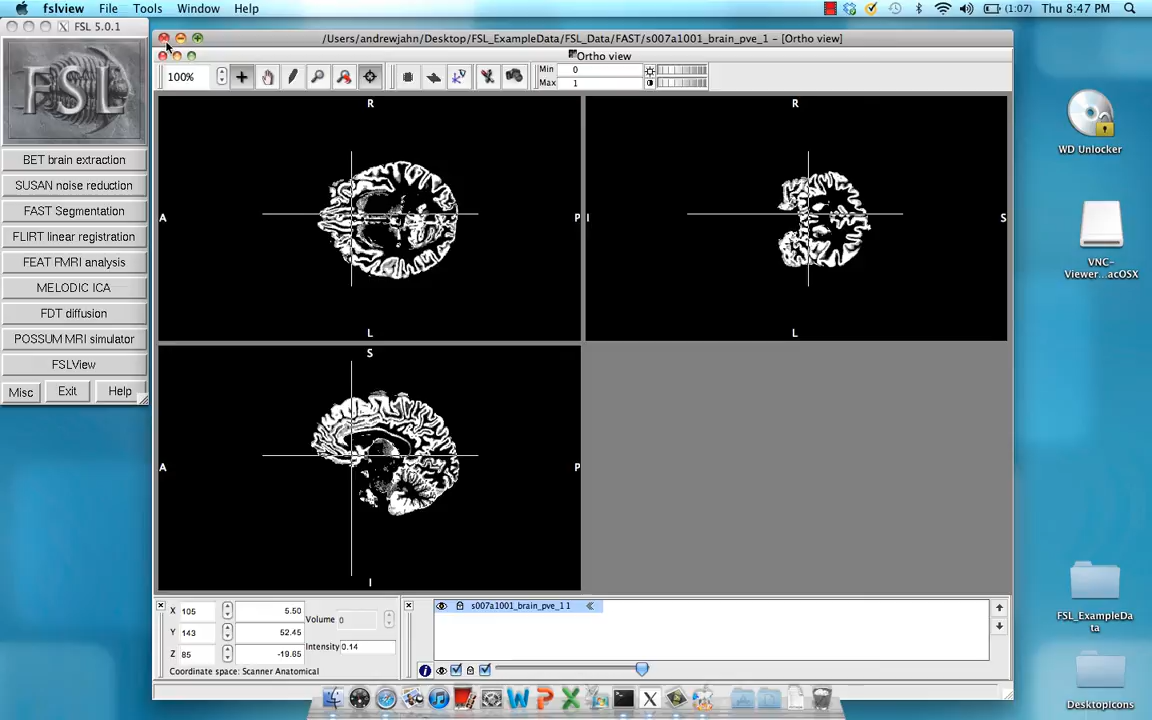 fslview File Tools Window Help
(1:07) Thu 8:47 PM
X FSL 5.0.1
FSL
BET brain extraction
SUSAN noise reduction
FAST Segmentation
FLIRT linear registration
FEAT FMRI analysis
MELODIC ICA
FDT diffusion
POSSUM MRI simulator
FSLView
Misc Exit Help
/Users/andrewjahn/Desktop/FSL_ExampleData/FSL_Data/FAST/s007a1001_brain_pve_1 - [Ortho view]
Ortho view
100%
Min 0
Max 1
R
A P
L
R
I S
L
S
A P
I
X 105 5.50
Y 143 52.45
Z 85 -19.65
Volume 0
Intensity 0.14
Coordinate space: Scanner Anatomical
s007a1001_brain_pve_1 1
WD Unlocker
VNC-
Viewer...acOSX
FSL_ExampleDa
ta
DesktopIcons